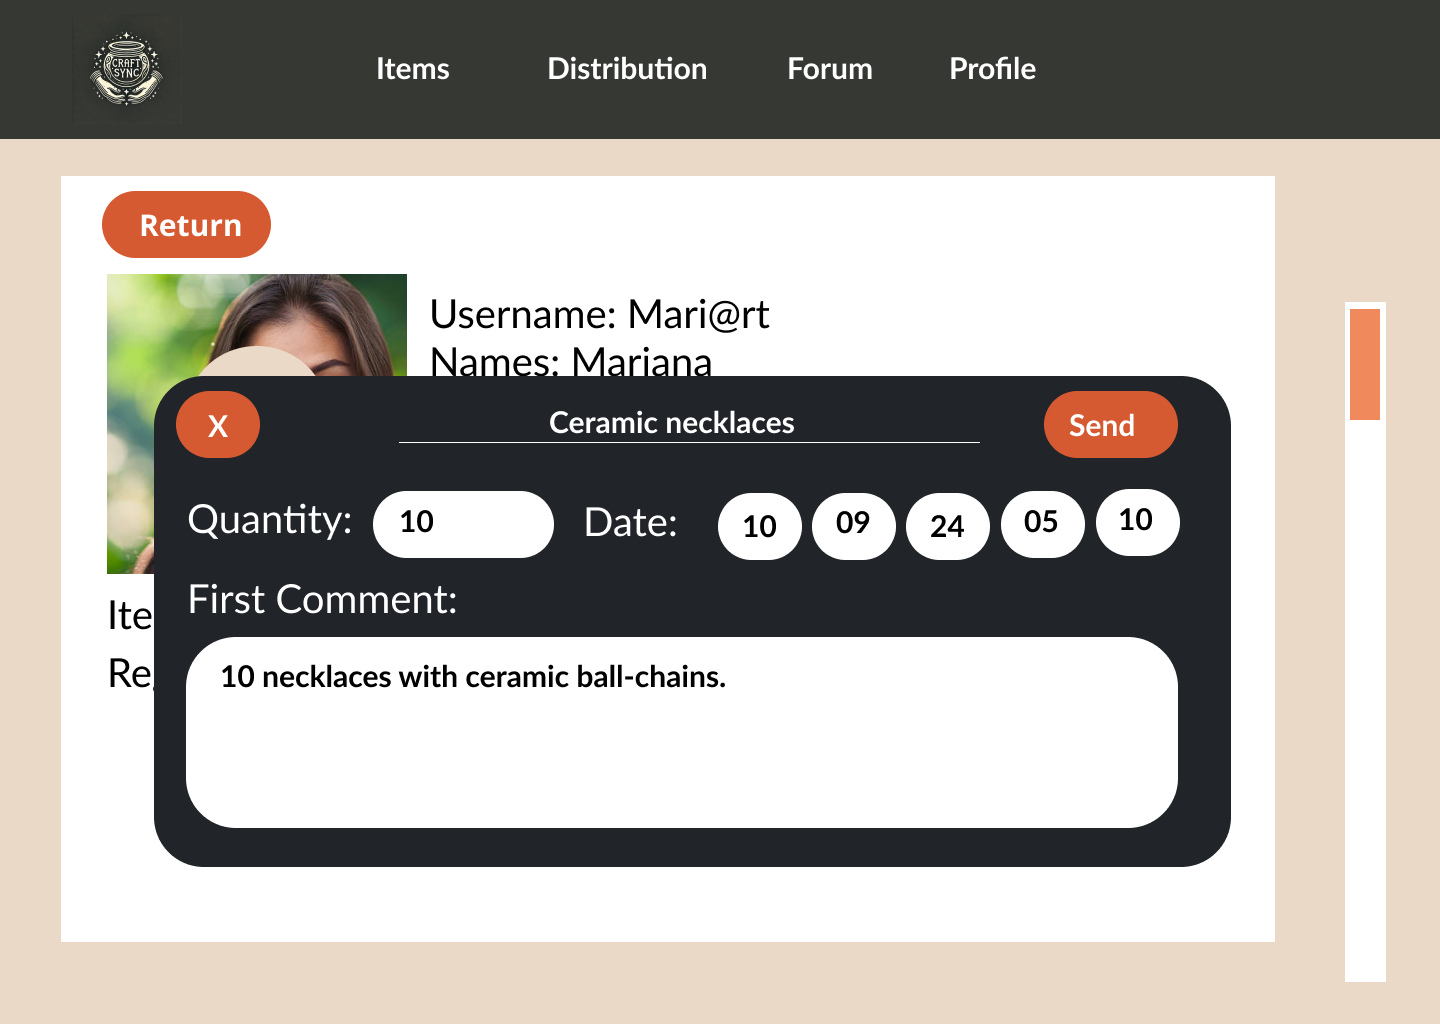 CRAFT
SYNC
Items Distribution Forum Profile
Return
Username: Mari@rt
Names: Mariana
X Ceramic necklaces Send
Quantity: 10 Date: 10 09 24 05 10
First Comment:
Ite
Re
10 necklaces with ceramic ball-chains.